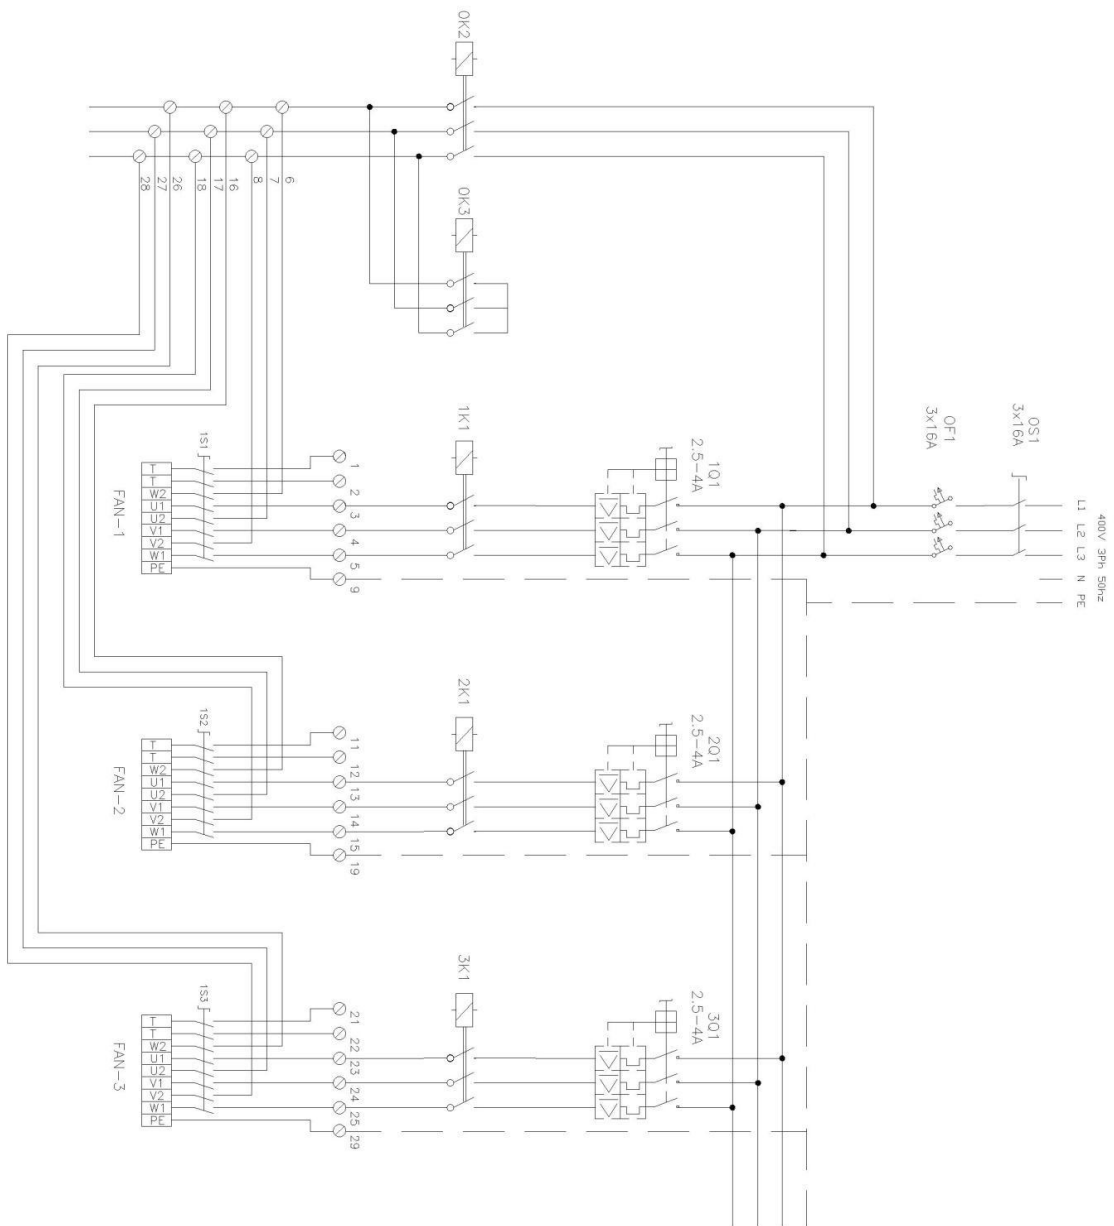 400V 3Ph 50hz
L1
L2
L3
N
PE
0S1
3x16A
0F1
3x16A
0K2
0K3
6
7
8
16
17
18
26
27
28
1Q1
2.5-4A
1K1
1
2
3
4
5
9
1S1
T
T
W2
U1
U2
V1
V2
W1
PE
FAN-1
2Q1
2.5-4A
2K1
11
12
13
14
15
19
1S2
T
T
W2
U1
U2
V1
V2
W1
PE
FAN-2
3Q1
2.5-4A
3K1
21
22
23
24
25
29
1S3
T
T
W2
U1
U2
V1
V2
W1
PE
FAN-3